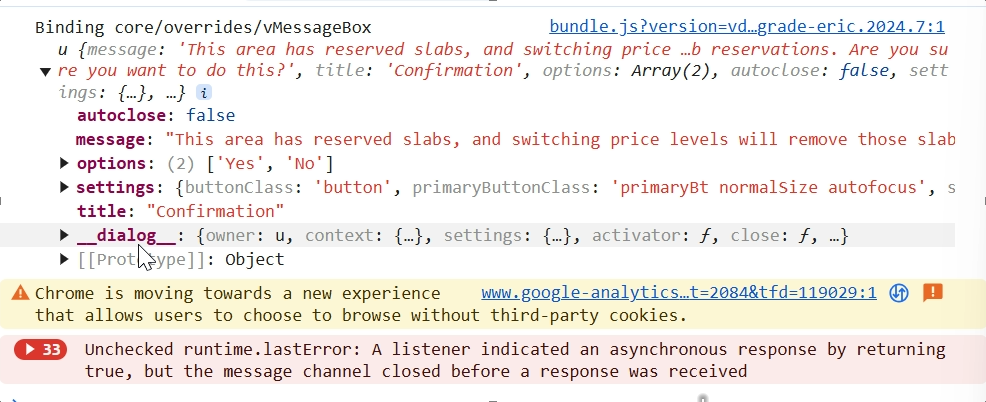 Binding core/overrides/vMessageBox bundle.js?version=vd…grade-eric.2024.7:1
u {message: 'This area has reserved slabs, and switching price …b reservations. Are you su
re you want to do this?', title: 'Confirmation', options: Array(2), autoclose: false, sett
ings: {…}, …} i
autoclose: false
message: "This area has reserved slabs, and switching price levels will remove those slab
options: (2) ['Yes', 'No']
settings: {buttonClass: 'button', primaryButtonClass: 'primaryBt normalSize autofocus', s
title: "Confirmation"
__dialog__: {owner: u, context: {…}, settings: {…}, activator: ƒ, close: ƒ, …}
[[Prototype]]: Object
Chrome is moving towards a new experience www.google-analytics…t=2084&tfd=119029:1
that allows users to choose to browse without third-party cookies.
33 Unchecked runtime.lastError: A listener indicated an asynchronous response by returning
true, but the message channel closed before a response was received